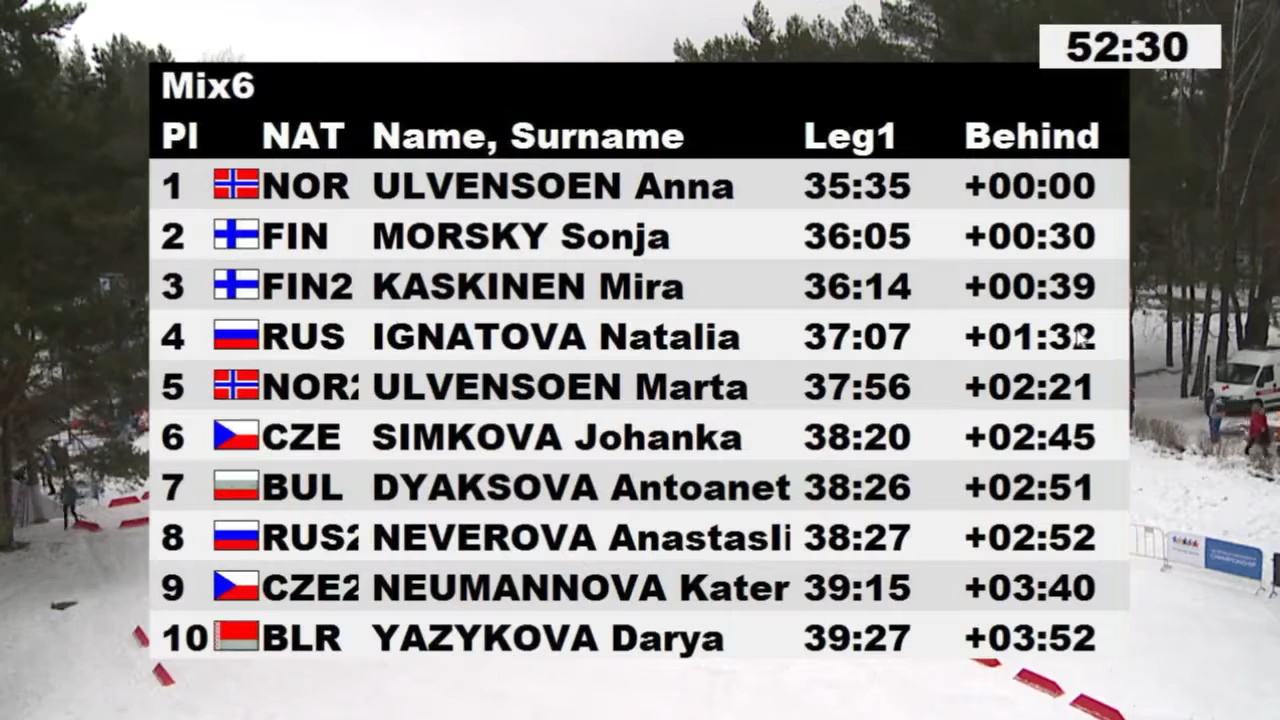 52:30
Mix6
Pl NAT Name, Surname Leg1 Behind
1 NOR ULVENSOEN Anna 35:35 +00:00
2 FIN MORSKY Sonja 36:05 +00:30
3 FIN2 KASKINEN Mira 36:14 +00:39
4 RUS IGNATOVA Natalia 37:07 +01:32
5 NOR2 ULVENSOEN Marta 37:56 +02:21
6 CZE SIMKOVA Johanka 38:20 +02:45
7 BUL DYAKSOVA Antoanet 38:26 +02:51
8 RUS2 NEVEROVA Anastasli 38:27 +02:52
9 CZE2 NEUMANNOVA Kater 39:15 +03:40
10 BLR YAZYKOVA Darya 39:27 +03:52